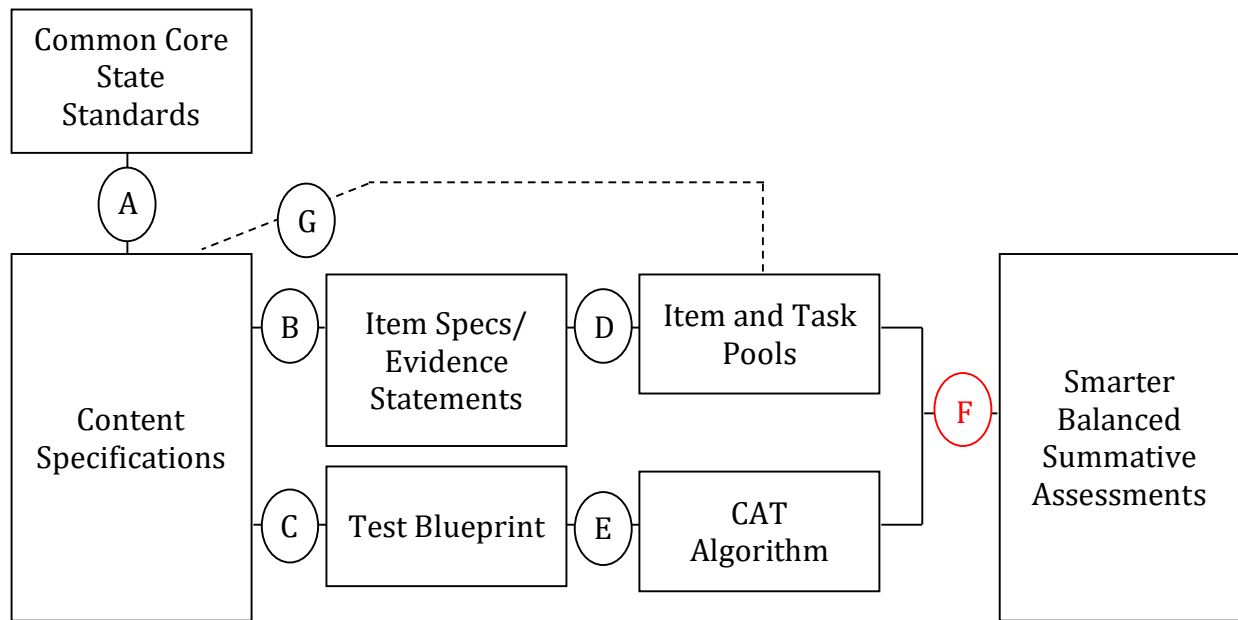 Common Core
State
Standards
A
G
B
Item Specs/
Evidence
Statements
D
Item and Task
Pools
Content
Specifications
F
Smarter
Balanced
Summative
Assessments
C
Test Blueprint
E
CAT
Algorithm